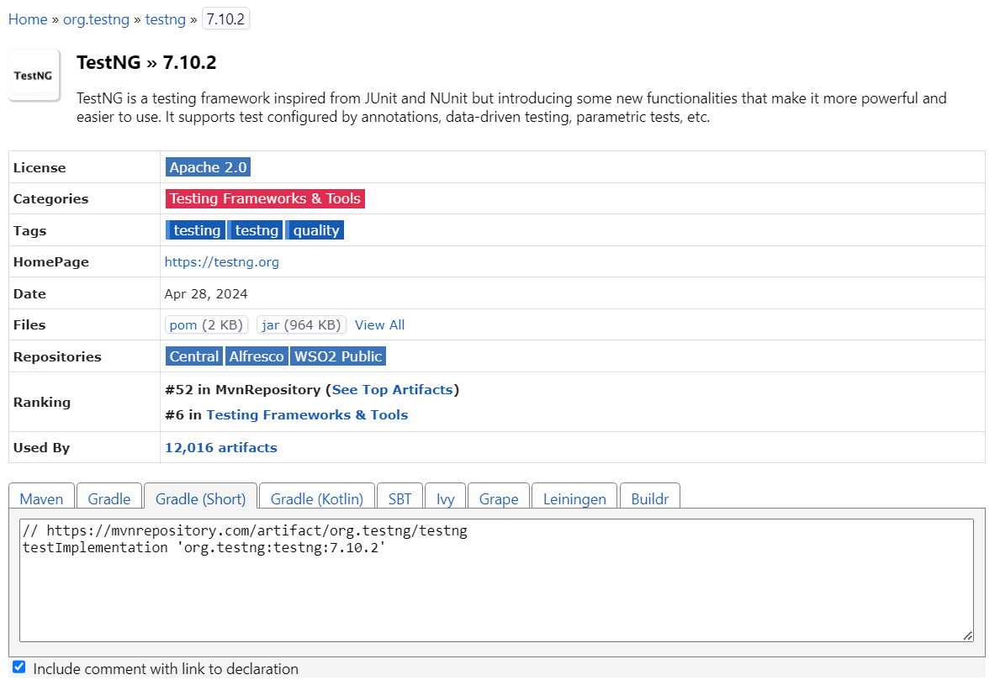 Home » org.testng » testng » 7.10.2
TestNG
TestNG » 7.10.2
TestNG is a testing framework inspired from JUnit and NUnit but introducing some new functionalities that make it more powerful and
easier to use. It supports test configured by annotations, data-driven testing, parametric tests, etc.
License Apache 2.0
Categories Testing Frameworks & Tools
Tags testing testng quality
HomePage https://testng.org
Date Apr 28, 2024
Files pom (2 KB) jar (964 KB) View All
Repositories Central Alfresco WSO2 Public
Ranking #52 in MvnRepository (See Top Artifacts)
#6 in Testing Frameworks & Tools
Used By 12,016 artifacts
Maven Gradle Gradle (Short) Gradle (Kotlin) SBT Ivy Grape Leiningen Buildr
// https://mvnrepository.com/artifact/org.testng/testng
testImplementation 'org.testng:testng:7.10.2'
Include comment with link to declaration